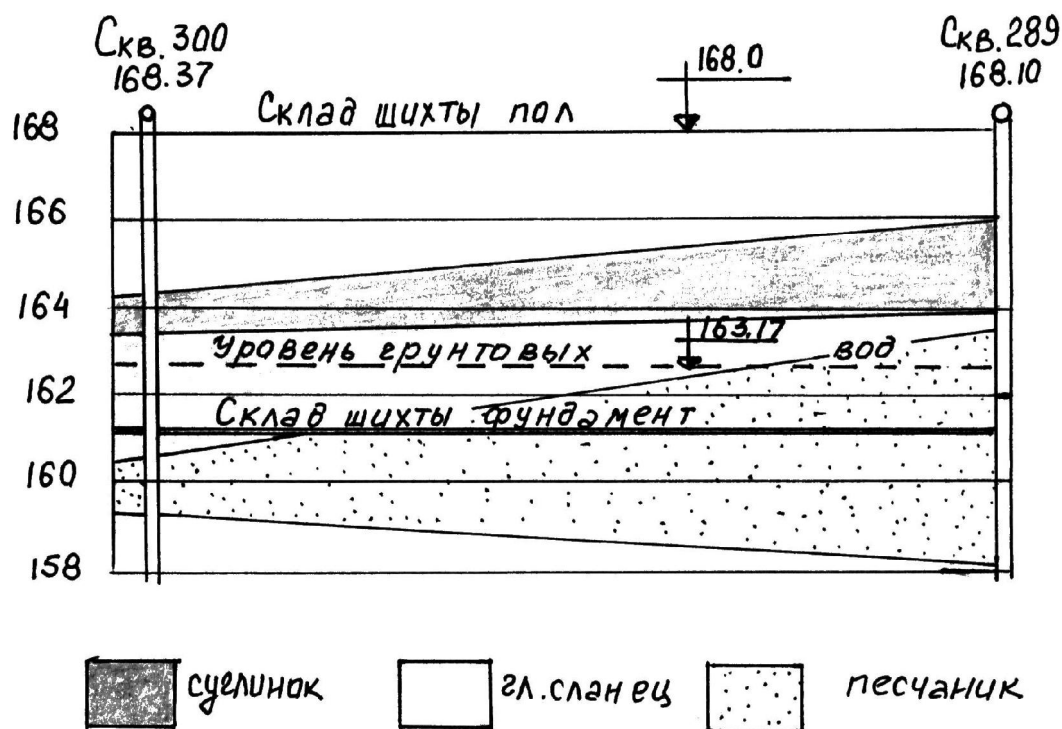 Скв. 300
168.37
Скв. 289
168.10
168.0
Склад шихты пол
168
166
164
163.17
Уровень грунтовых вод
162
Склад шихты фундамент
160
158
суглинок
гл. сланец
песчаник